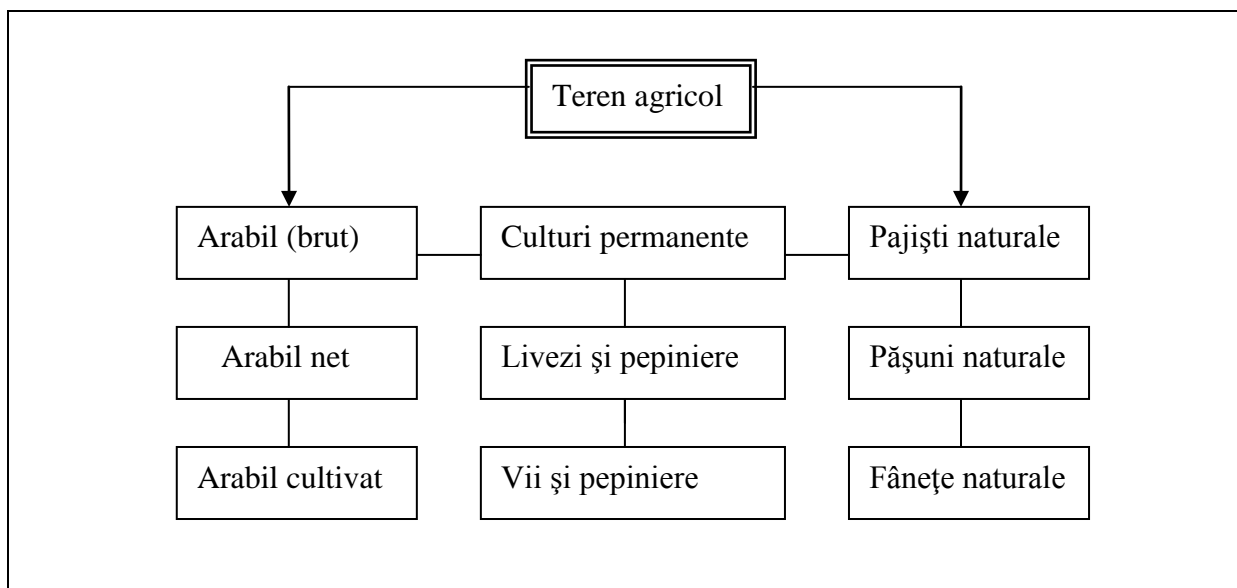 Teren agricol
Arabil (brut)
Culturi permanente
Pajişti naturale
Arabil net
Livezi şi pepiniere
Păşuni naturale
Arabil cultivat
Vii şi pepiniere
Fâneţe naturale